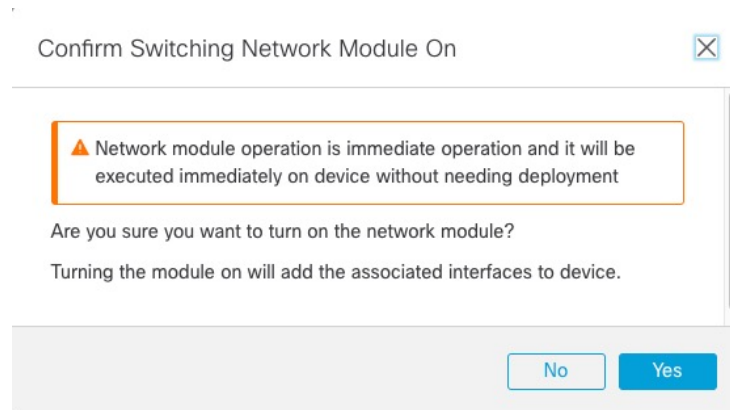 Confirm Switching Network Module On
Network module operation is immediate operation and it will be
executed immediately on device without needing deployment
Are you sure you want to turn on the network module?
Turning the module on will add the associated interfaces to device.
No
Yes